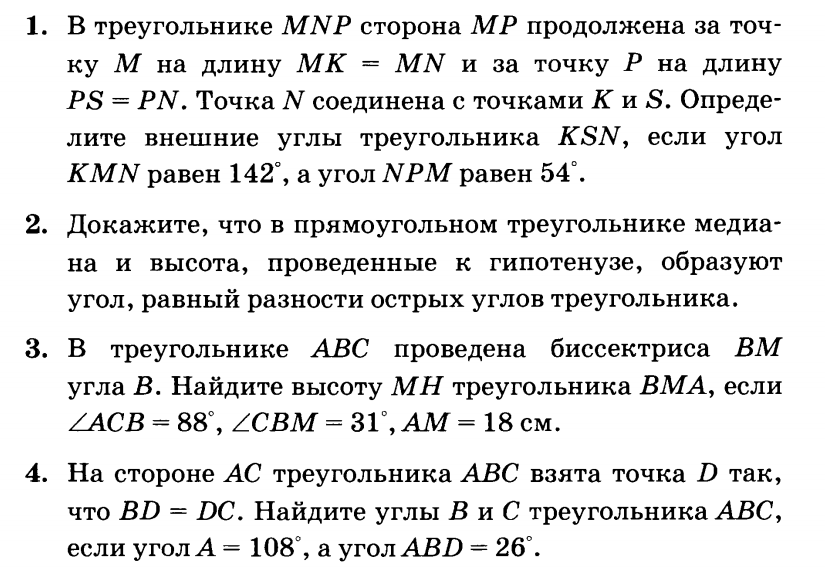 1. В треугольнике MNP сторона MP продолжена за точ-
ку M на длину MK = MN и за точку P на длину
PS = PN. Точка N соединена с точками K и S. Опреде-
лите внешние углы треугольника KSN, если угол
KMN равен 142°, а угол NPM равен 54°.
2. Докажите, что в прямоугольном треугольнике медиа-
на и высота, проведенные к гипотенузе, образуют
угол, равный разности острых углов треугольника.
3. В треугольнике ABC проведена биссектриса BM
угла B. Найдите высоту MH треугольника BMA, если
∠ACB = 88°, ∠CBM = 31°, AM = 18 см.
4. На стороне AC треугольника ABC взята точка D так,
что BD = DC. Найдите углы B и C треугольника ABC,
если угол A = 108°, а угол ABD = 26°.